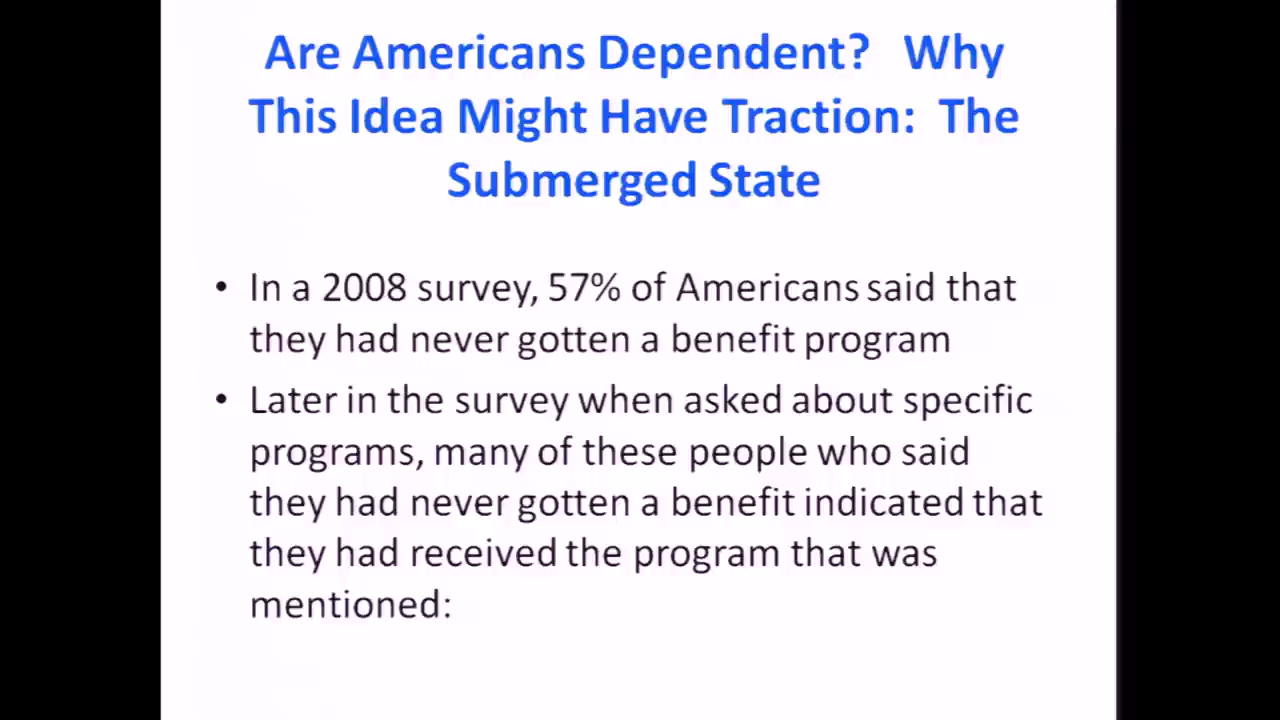 Are Americans Dependent?   Why
This Idea Might Have Traction:  The
Submerged State
• In a 2008 survey, 57% of Americans said that
they had never gotten a benefit program
• Later in the survey when asked about specific
programs, many of these people who said
they had never gotten a benefit indicated that
they had received the program that was
mentioned: